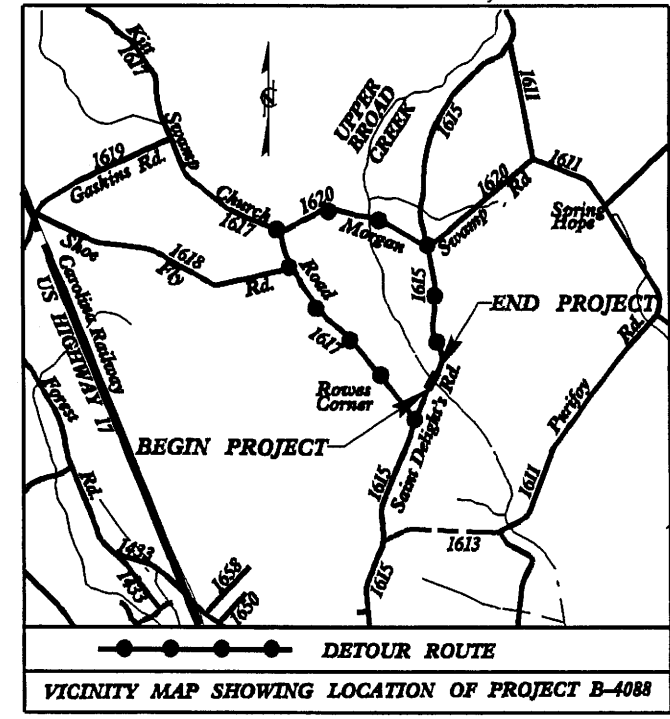 Kist
1617
Swamp
1619
Gaskins Rd.
Church
1617
UPPER
BROAD
CREEK
1615
1611
1620
Morgan
1620
Swamp Rd
1611
Spring
Hope
Shoe
1618
Fly
Rd.
Road
1617
1615
END PROJECT
Carolina Railway
US HIGHWAY 17
Forest
Rd.
Rowes
Corner
Saint Delight's Rd.
BEGIN PROJECT
Rd.
Purifoy
1611
1615
1613
1615
1433
1433
1658
1650
DETOUR ROUTE
VICINITY MAP SHOWING LOCATION OF PROJECT B-4088